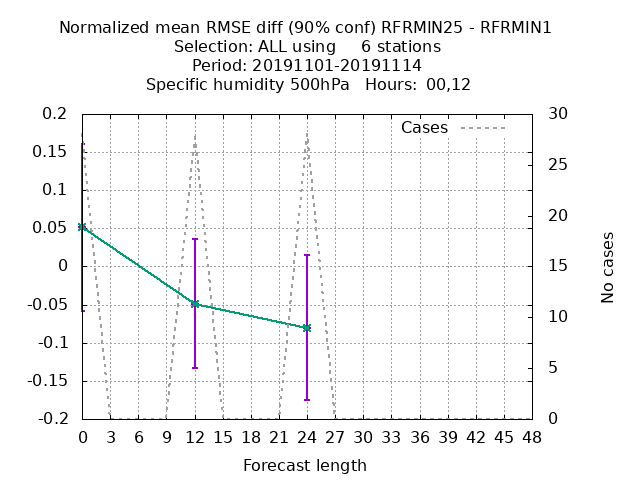 Normalized mean RMSE diff (90% conf) RFRMIN25 - RFRMIN1
Selection: ALL using 6 stations
Period: 20191101-20191114
Specific humidity 500hPa Hours: 00,12
Cases
0.2
0.15
0.1
0.05
0
-0.05
-0.1
-0.15
-0.2
30
25
20
15
10
5
0
No cases
0 3 6 9 12 15 18 21 24 27 30 33 36 39 42 45 48
Forecast length